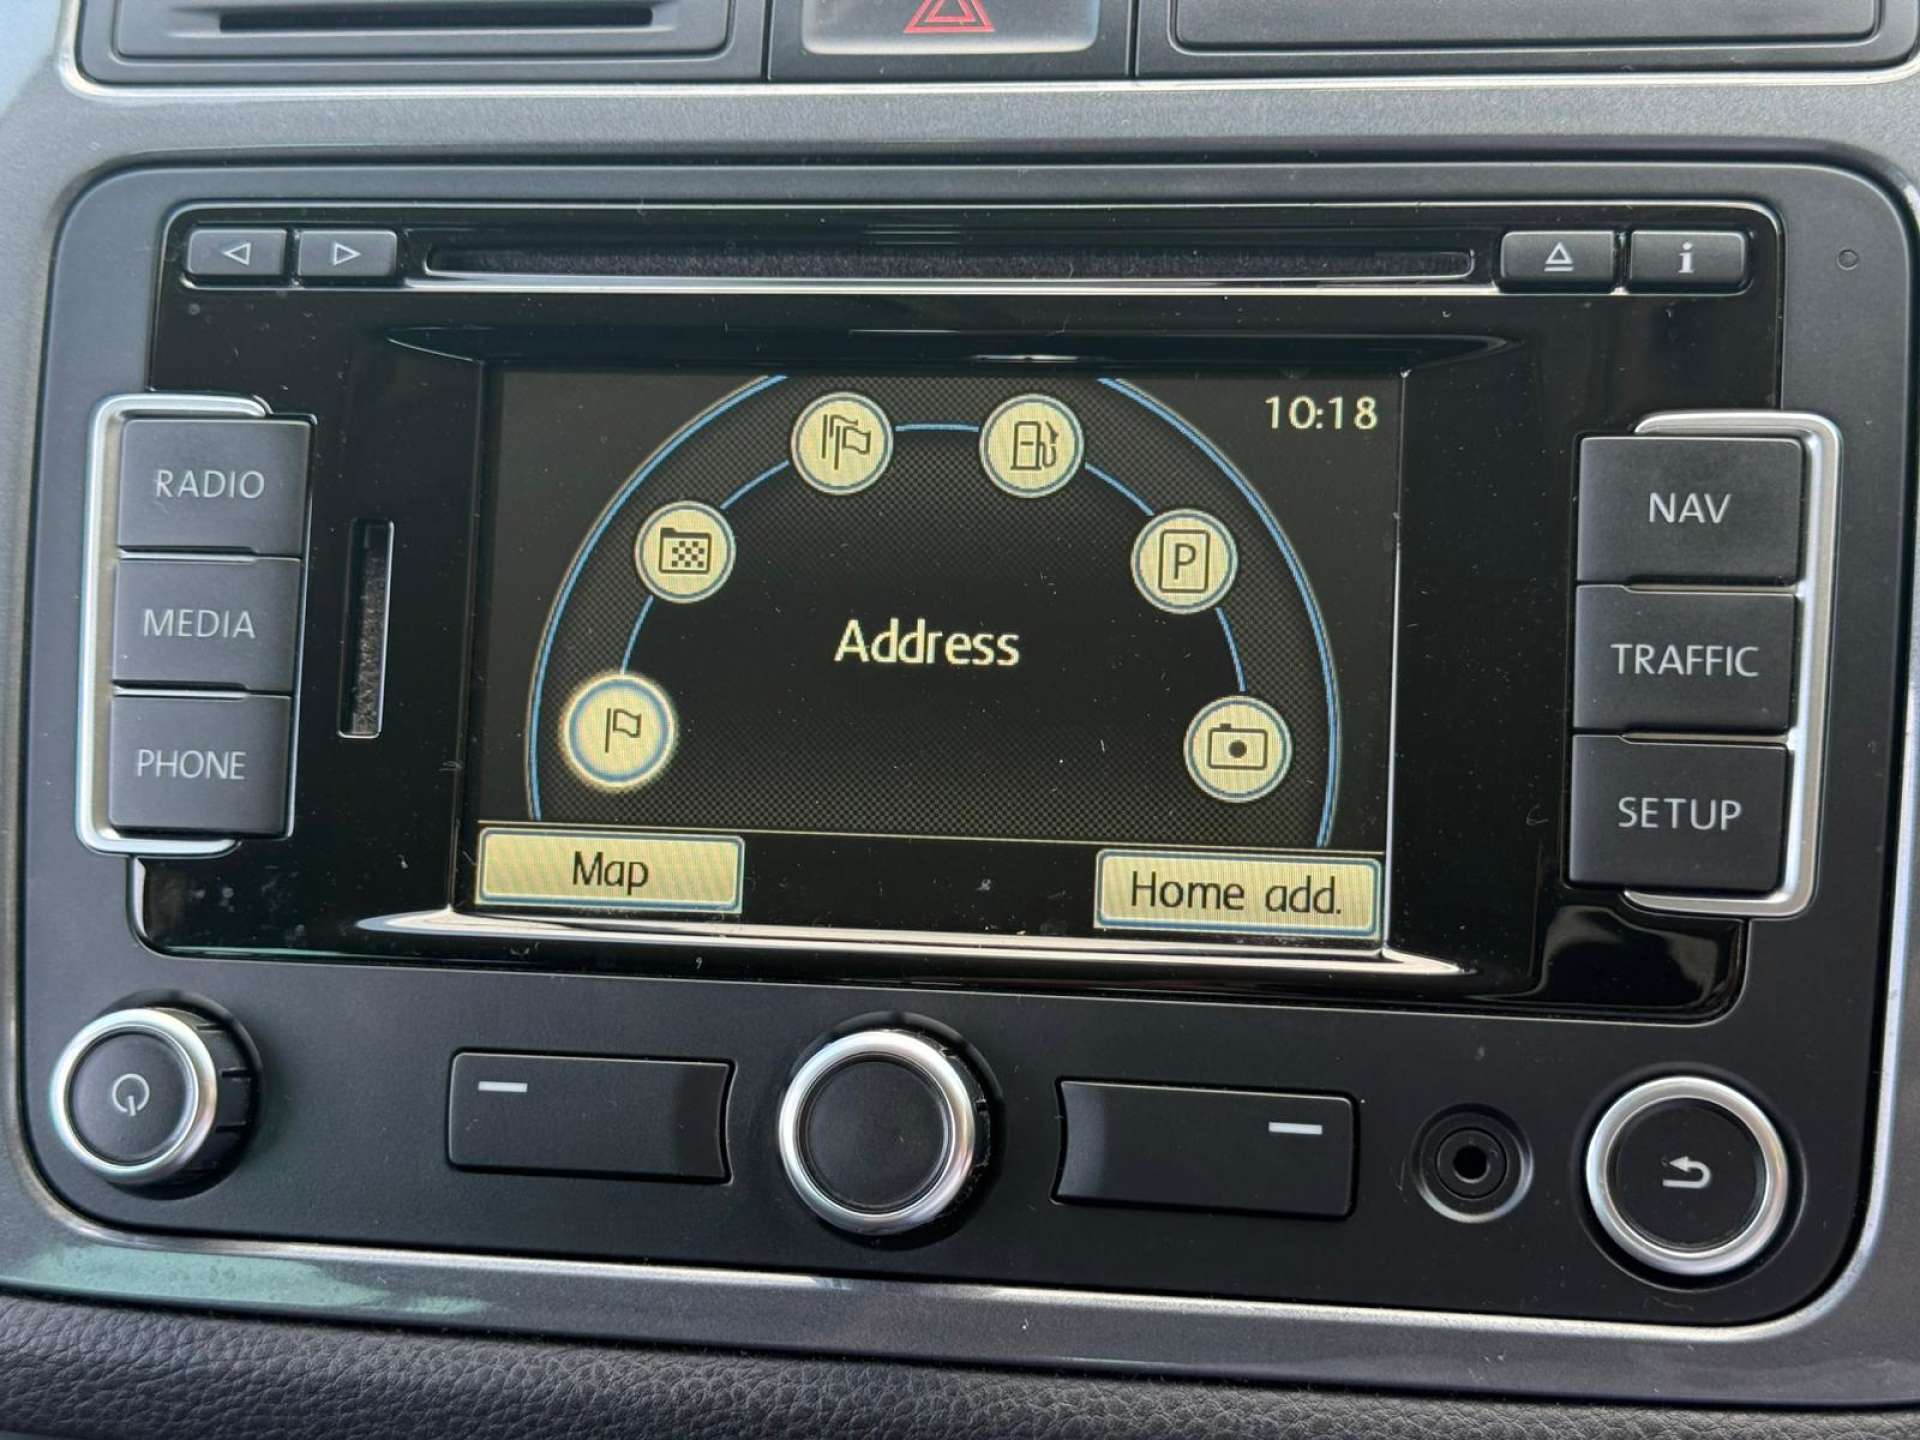 i
10:18
RADIO
MEDIA
PHONE
P
Address
Map
Home add.
NAV
TRAFFIC
SETUP